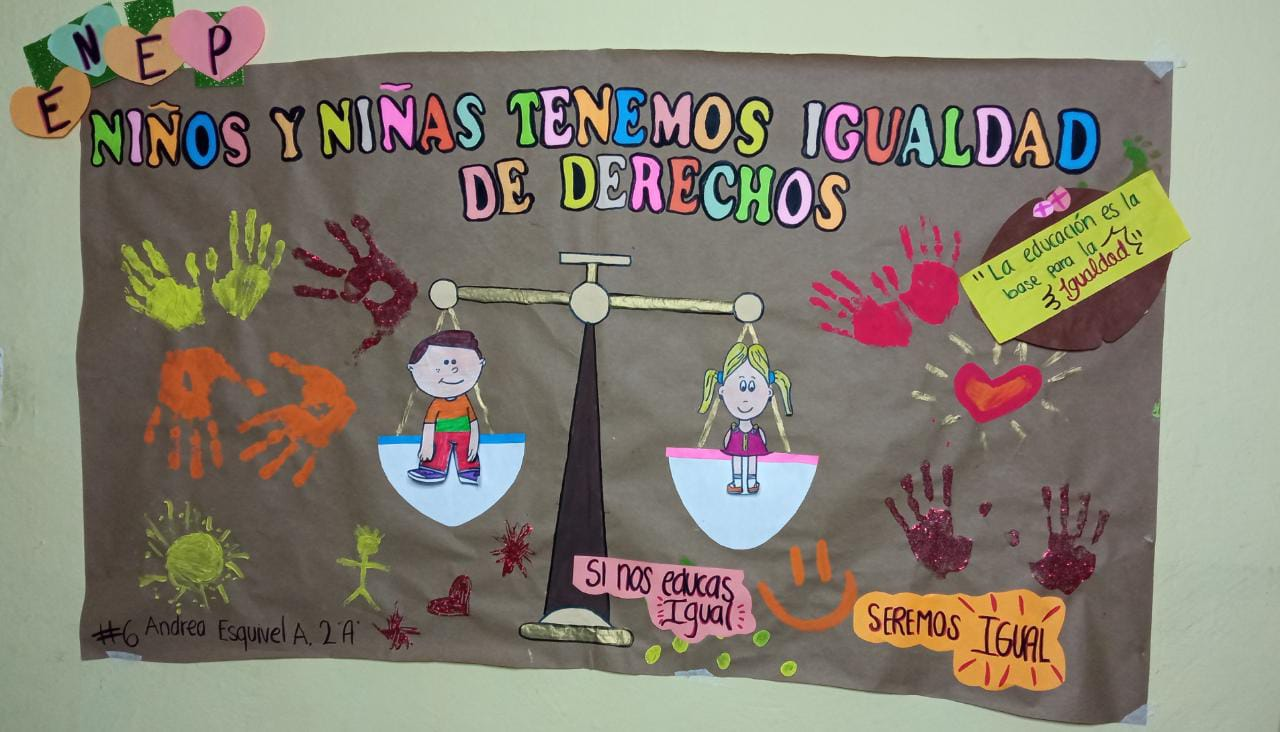 ENEP
NIÑOS Y NIÑAS TENEMOS IGUALDAD
DE DERECHOS
"La educación es la
base para la
Igualdad"
SI nos educas
Igual
SEREMOS IGUAL
#6 Andrea Esquivel A. 2"A"